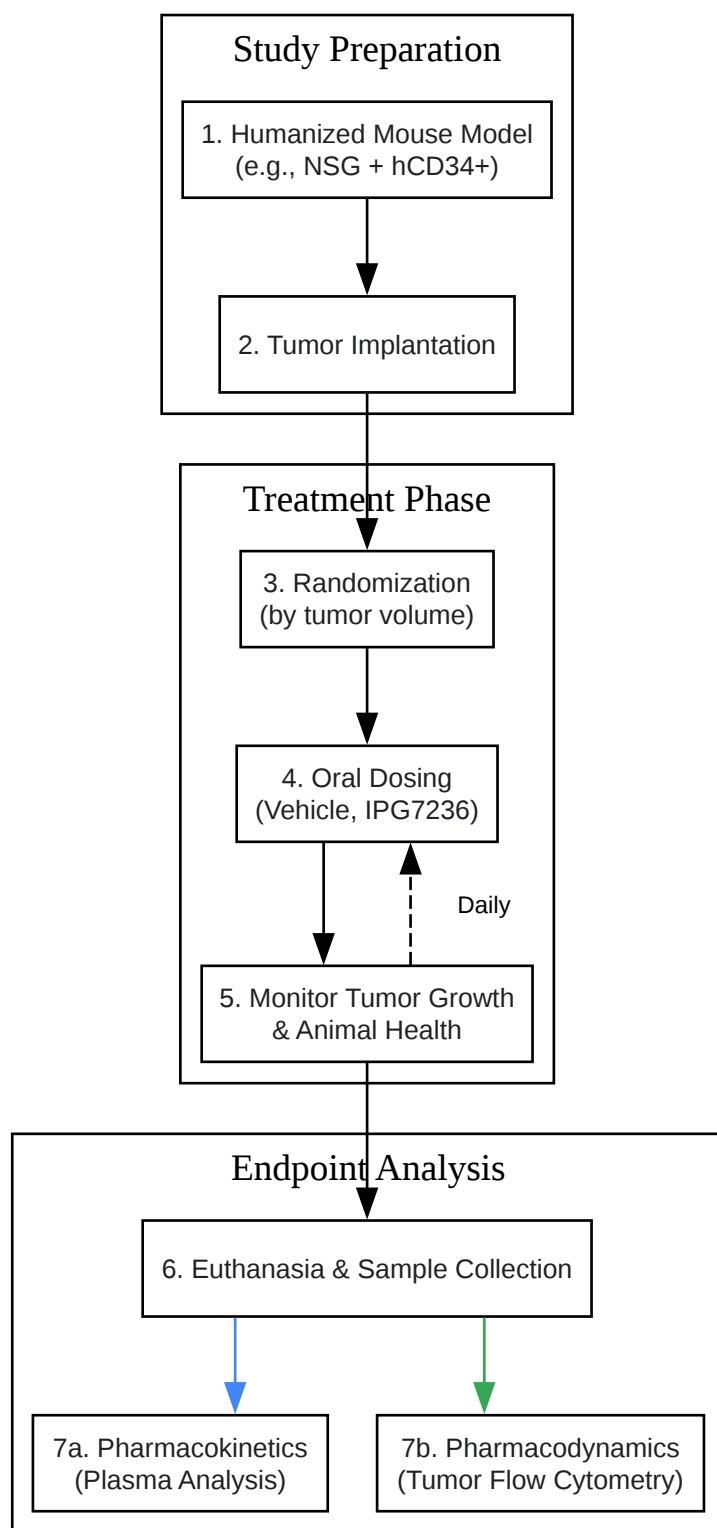 Study Preparation
1. Humanized Mouse Model
(e.g., NSG + hCD34+)
2. Tumor Implantation
Treatment Phase
3. Randomization
(by tumor volume)
4. Oral Dosing
(Vehicle, IPG7236)
Daily
5. Monitor Tumor Growth
& Animal Health
Endpoint Analysis
6. Euthanasia & Sample Collection
7a. Pharmacokinetics
(Plasma Analysis)
7b. Pharmacodynamics
(Tumor Flow Cytometry)